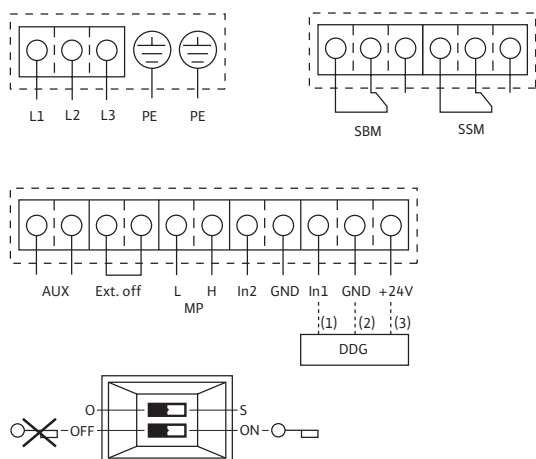 L1 L2 L3 PE PE
SBM SSM
AUX Ext. off L H In2 GND In1 GND +24V
MP
(1) (2) (3)
DDG
O S
OFF ON